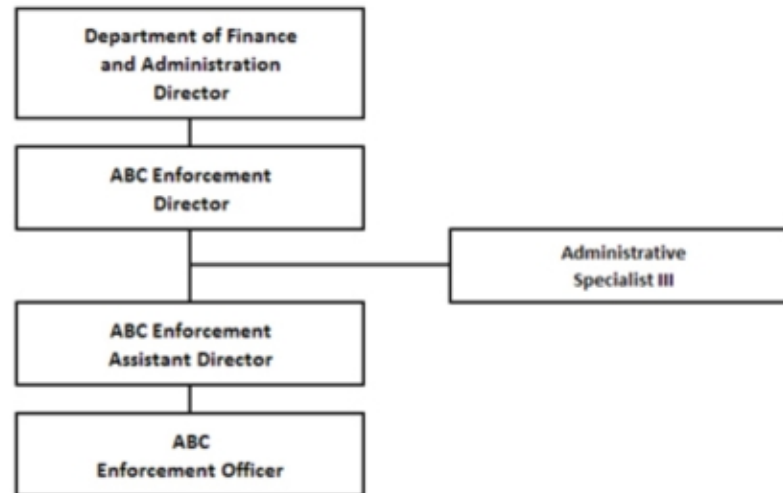 Department of Finance
and Administration
Director
ABC Enforcement
Director
Administrative
Specialist III
ABC Enforcement
Assistant Director
ABC
Enforcement Officer